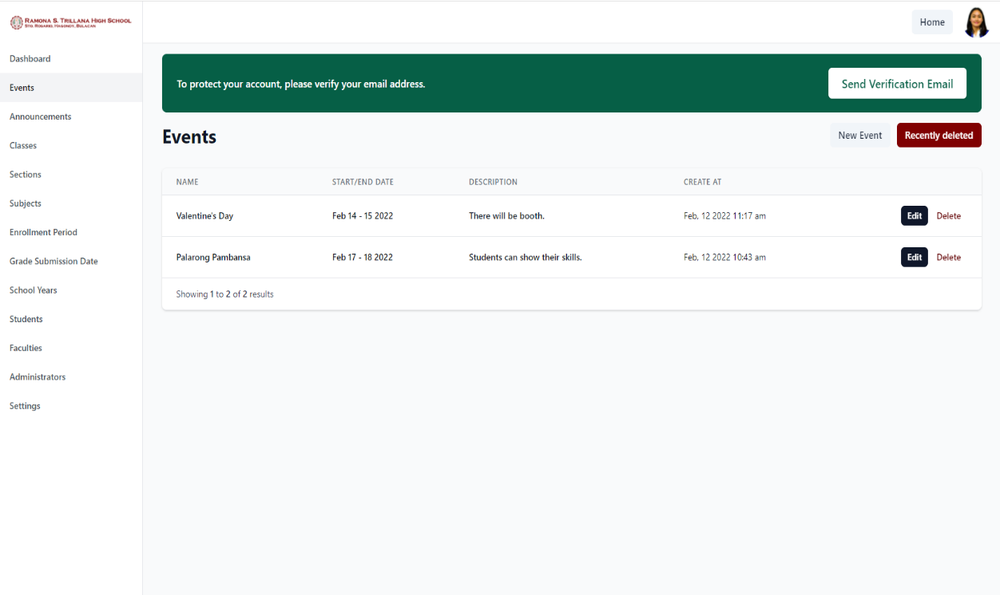 RAMONA S. TRILLANA HIGH SCHOOL
STO. ROSARIO, HAGONOY, BULACAN
Home
Dashboard
Events
Announcements
Classes
Sections
Subjects
Enrollment Period
Grade Submission Date
School Years
Students
Faculties
Administrators
Settings
To protect your account, please verify your email address.
Send Verification Email
Events
New Event
Recently deleted
NAME START/END DATE DESCRIPTION CREATE AT
Valentine's Day Feb 14 - 15 2022 There will be booth. Feb. 12 2022 11:17 am Edit Delete
Palarong Pambansa Feb 17 - 18 2022 Students can show their skills. Feb. 12 2022 10:43 am Edit Delete
Showing 1 to 2 of 2 results